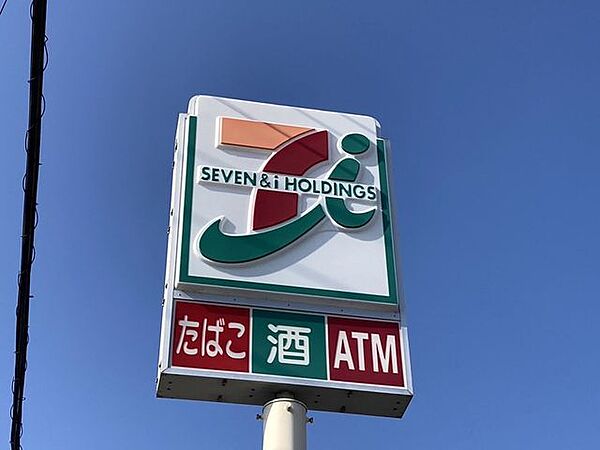 SEVEN & i HOLDINGS
たばこ 酒 ATM